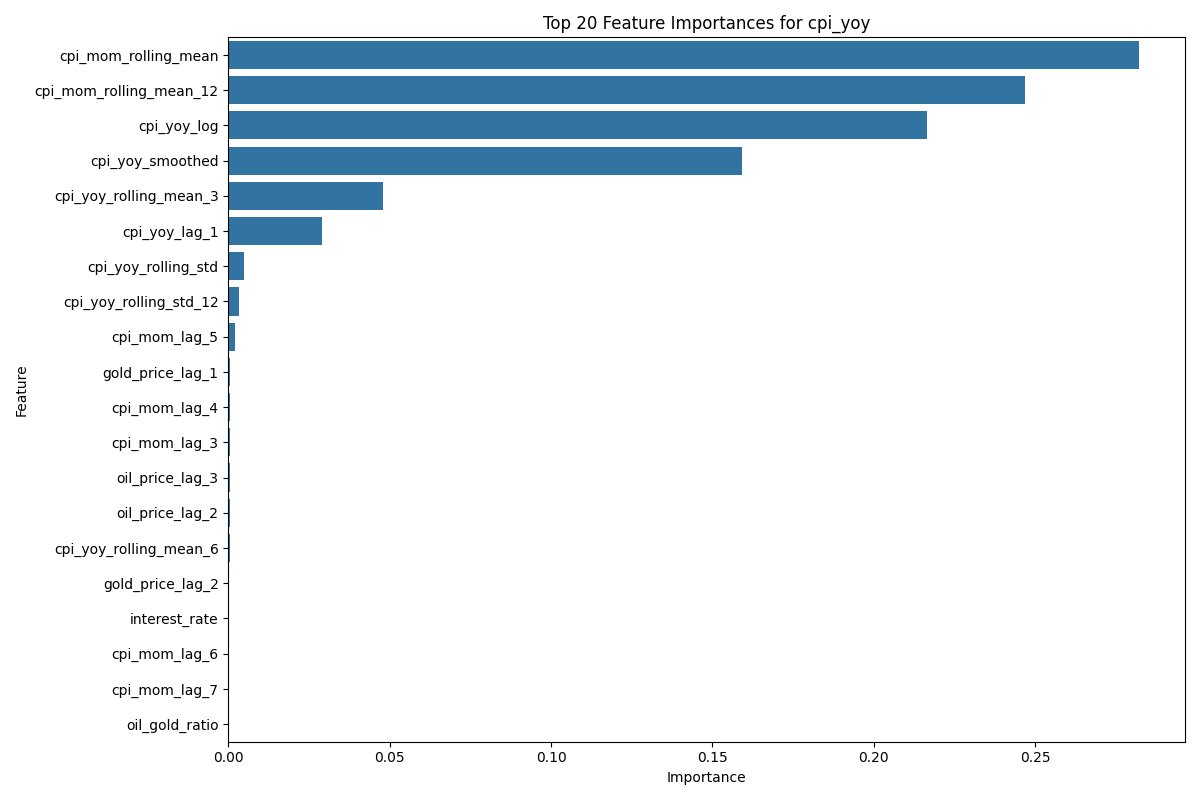 Top 20 Feature Importances for cpi_yoy
cpi_mom_rolling_mean
cpi_mom_rolling_mean_12
cpi_yoy_log
cpi_yoy_smoothed
cpi_yoy_rolling_mean_3
cpi_yoy_lag_1
cpi_yoy_rolling_std
cpi_yoy_rolling_std_12
cpi_mom_lag_5
gold_price_lag_1
cpi_mom_lag_4
cpi_mom_lag_3
oil_price_lag_3
oil_price_lag_2
cpi_yoy_rolling_mean_6
gold_price_lag_2
interest_rate
cpi_mom_lag_6
cpi_mom_lag_7
oil_gold_ratio
Feature
0.00 0.05 0.10 0.15 0.20 0.25
Importance